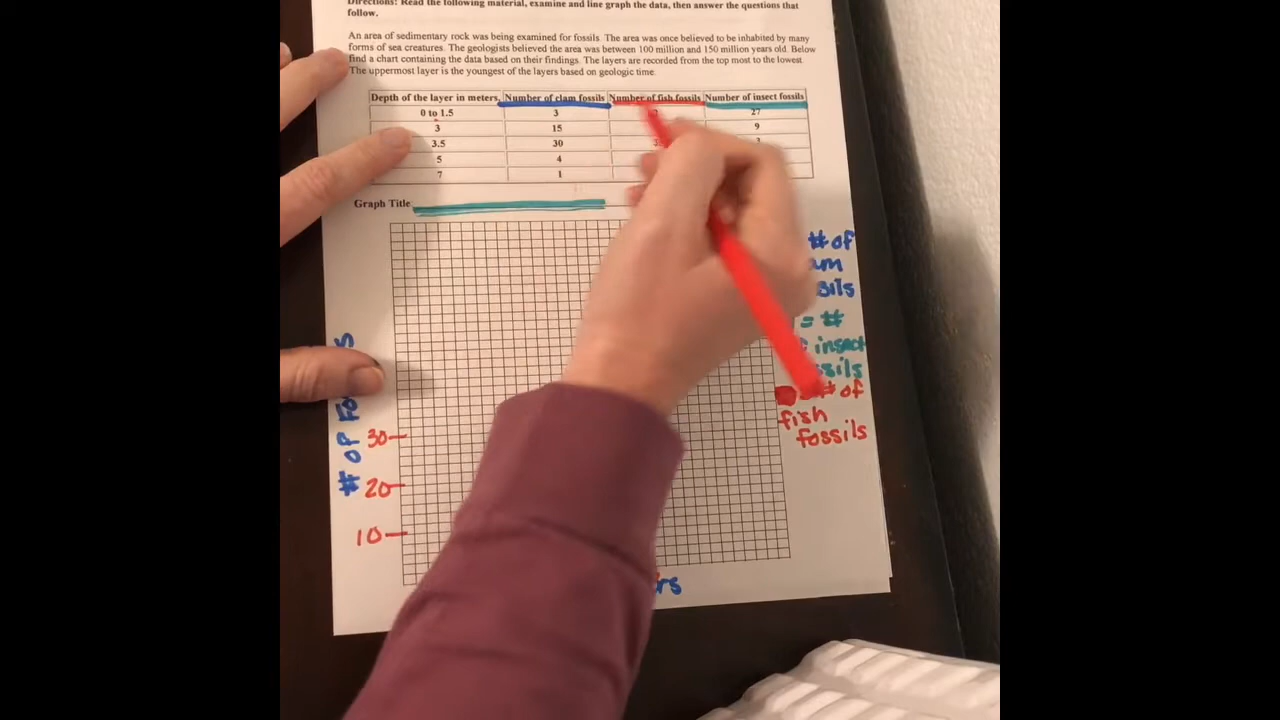 Directions: Read the following material, examine and line graph the data, then answer the questions that
follow.
An area of sedimentary rock was being examined for fossils. The area was once believed to be inhabited by many
forms of sea creatures. The geologists believed the area was between 100 million and 150 million years old. Below
find a chart containing the data based on their findings. The layers are recorded from the top most to the lowest.
The uppermost layer is the youngest of the layers based on geologic time.
Depth of the layer in meters, Number of clam fossils Number of fish fossils Number of insect fossils
0 to 1.5 3 27
3 15 9
3.5 30 3
5 4
7 1
Graph Title
# of
# of
fossils
30
20
10
= #
insect
# of
fish
fossils